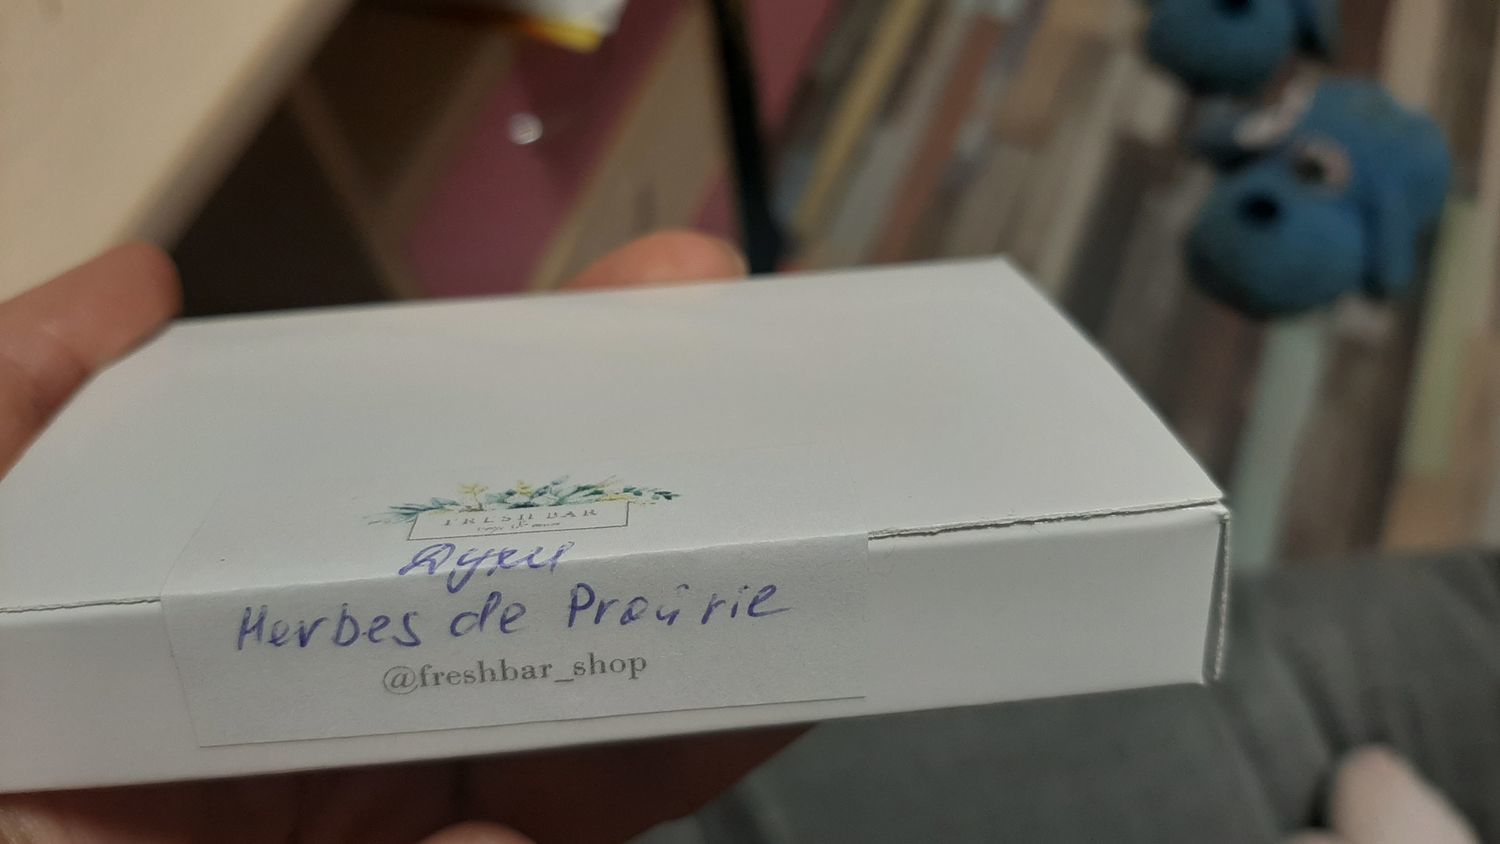 FRESH BAR
Духи
Herbes de Prairie
@freshbar_shop